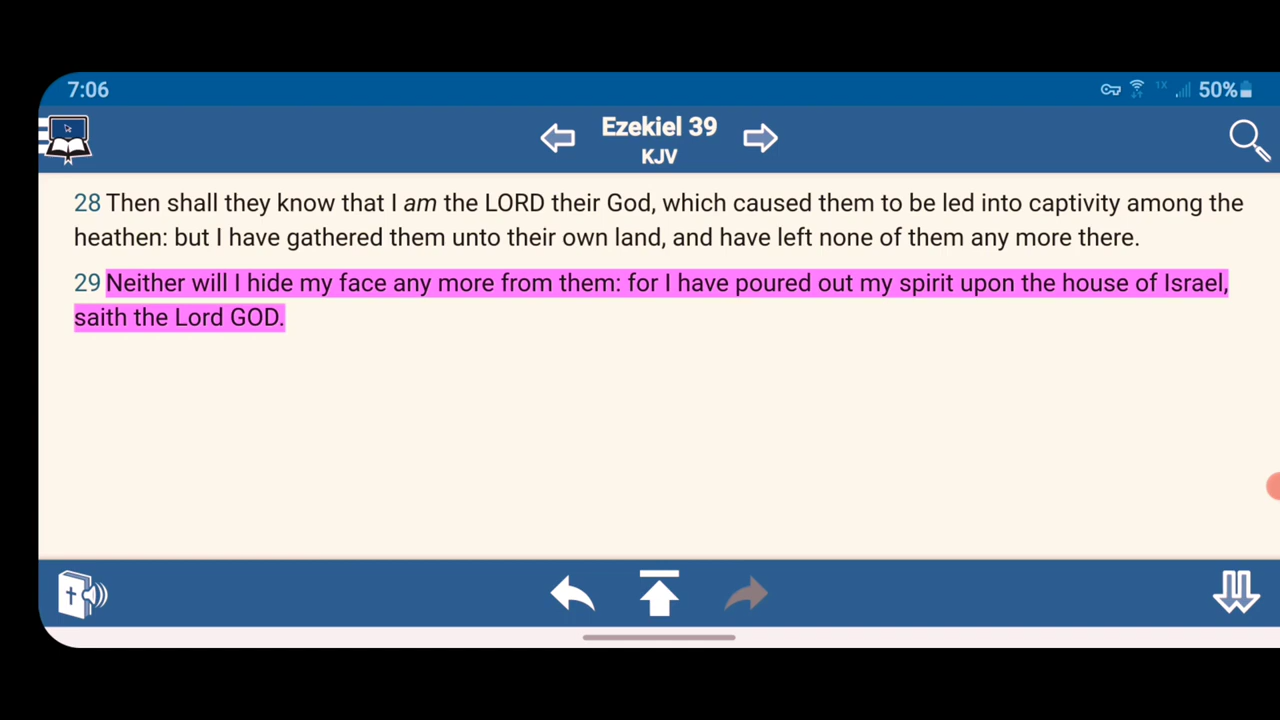 7:06
1X 50%
Ezekiel 39
KJV
28 Then shall they know that I am the LORD their God, which caused them to be led into captivity among the
heathen: but I have gathered them unto their own land, and have left none of them any more there.
29 Neither will I hide my face any more from them: for I have poured out my spirit upon the house of Israel,
saith the Lord GOD.